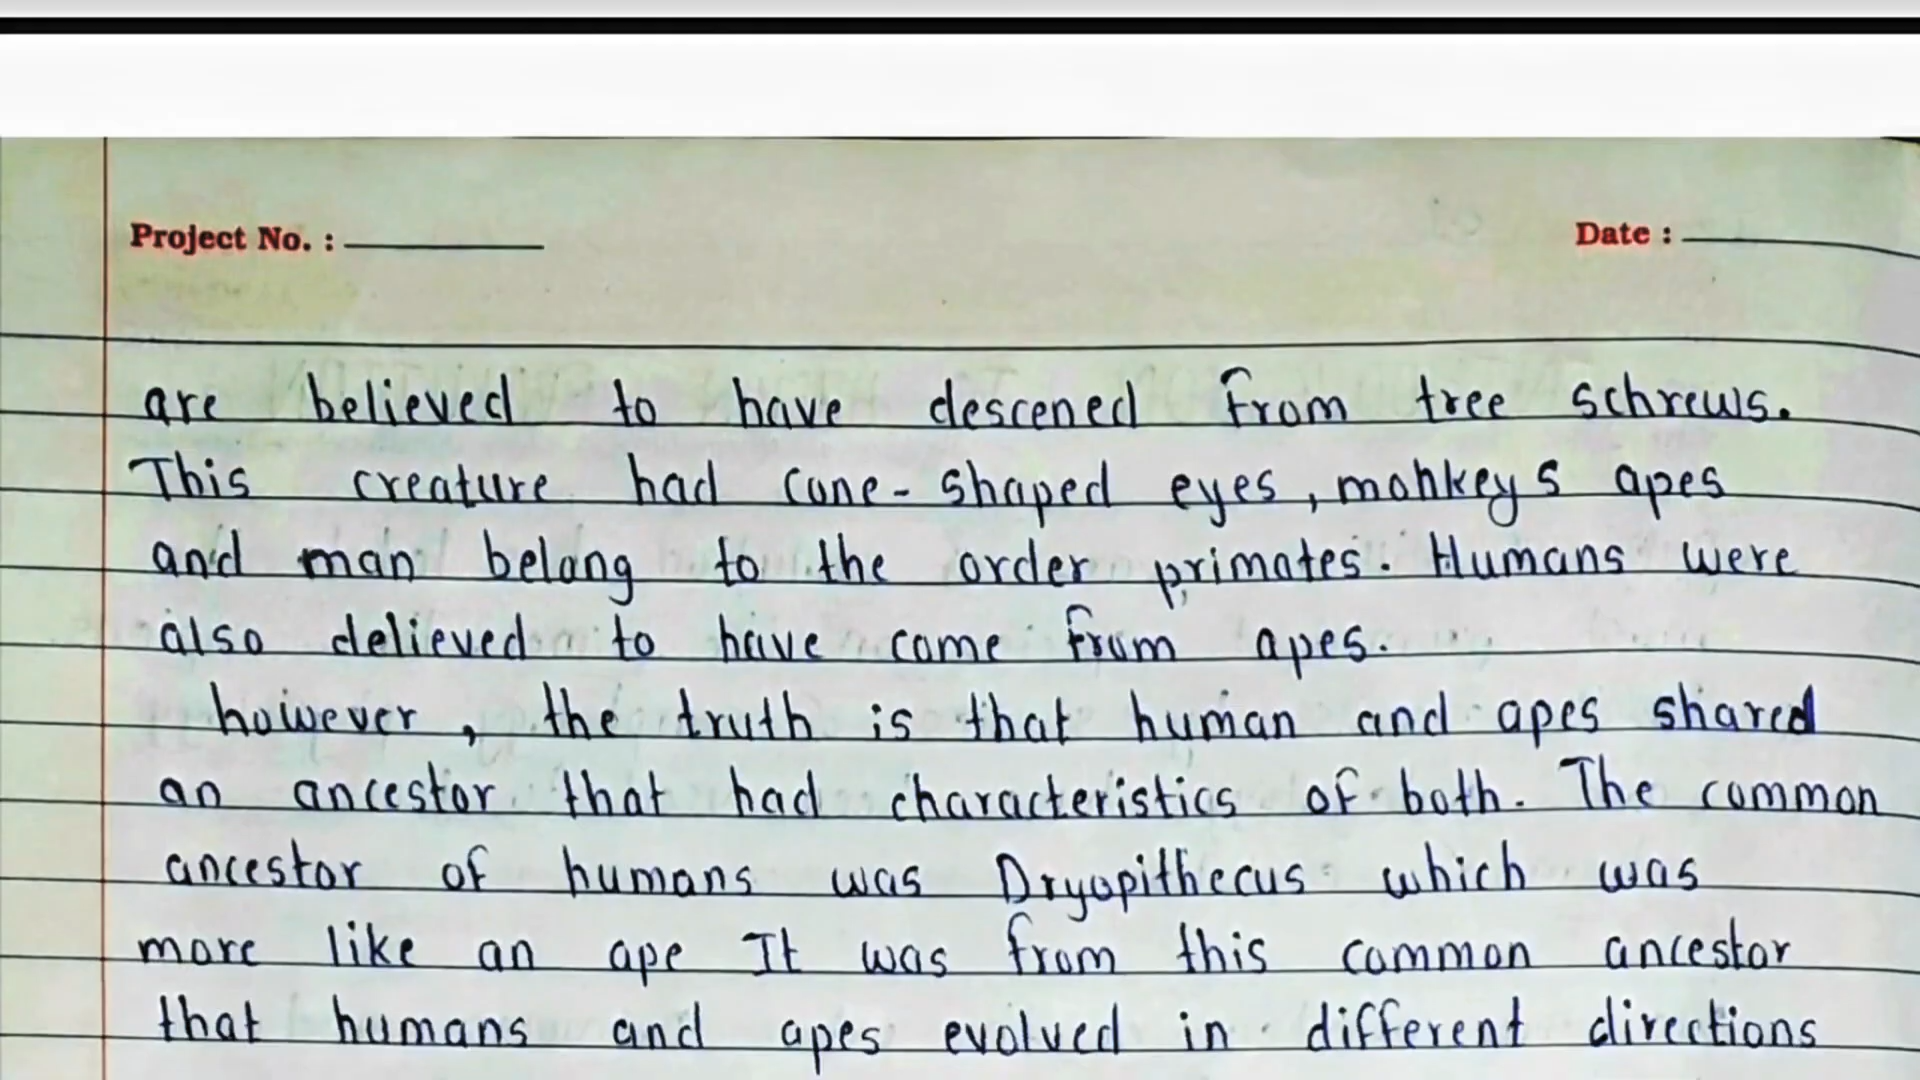 Project No. :
Date :
are believed to have descened from tree schrews.
This creature had cone-shaped eyes, monkeys apes
and man belong to the order primates. Humans were
also delieved to have come from apes.
however, the truth is that human and apes shared
an ancestor that had characteristics of both. The common
ancestor of humans was Dryopithecus which was
more like an ape It was from this common ancestor
that humans and apes evolved in different directions